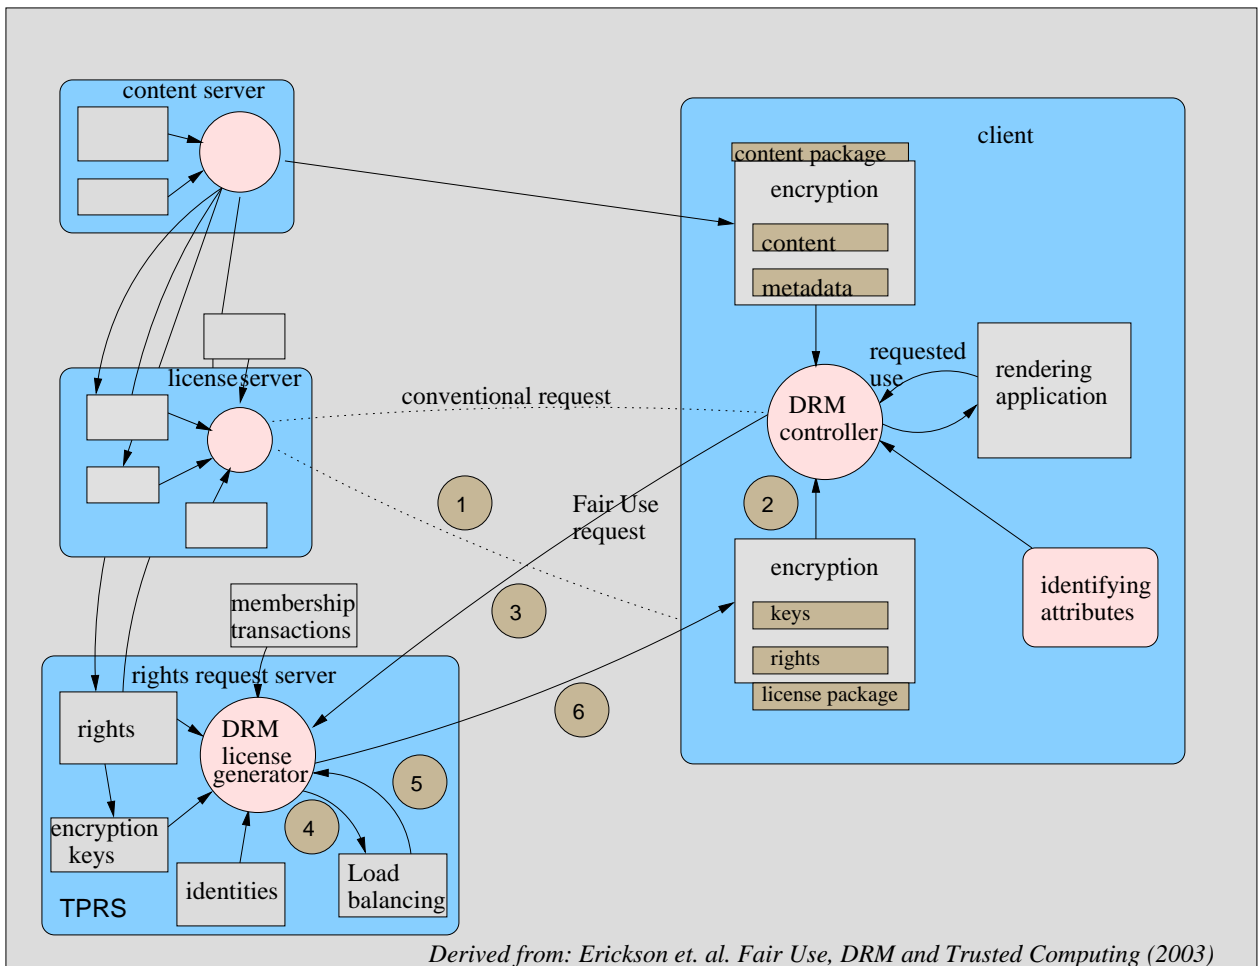 content server
client
content package
encryption
content
metadata
license server
requested
use
rendering
application
conventional request
DRM
controller
1
2
Fair Use
request
encryption
keys
rights
license package
identifying
attributes
membership
transactions
3
6
rights request server
rights
DRM
license
generator
5
4
encryption
keys
identities
Load
balancing
TPRS
Derived from: Erickson et. al. Fair Use, DRM and Trusted Computing (2003)